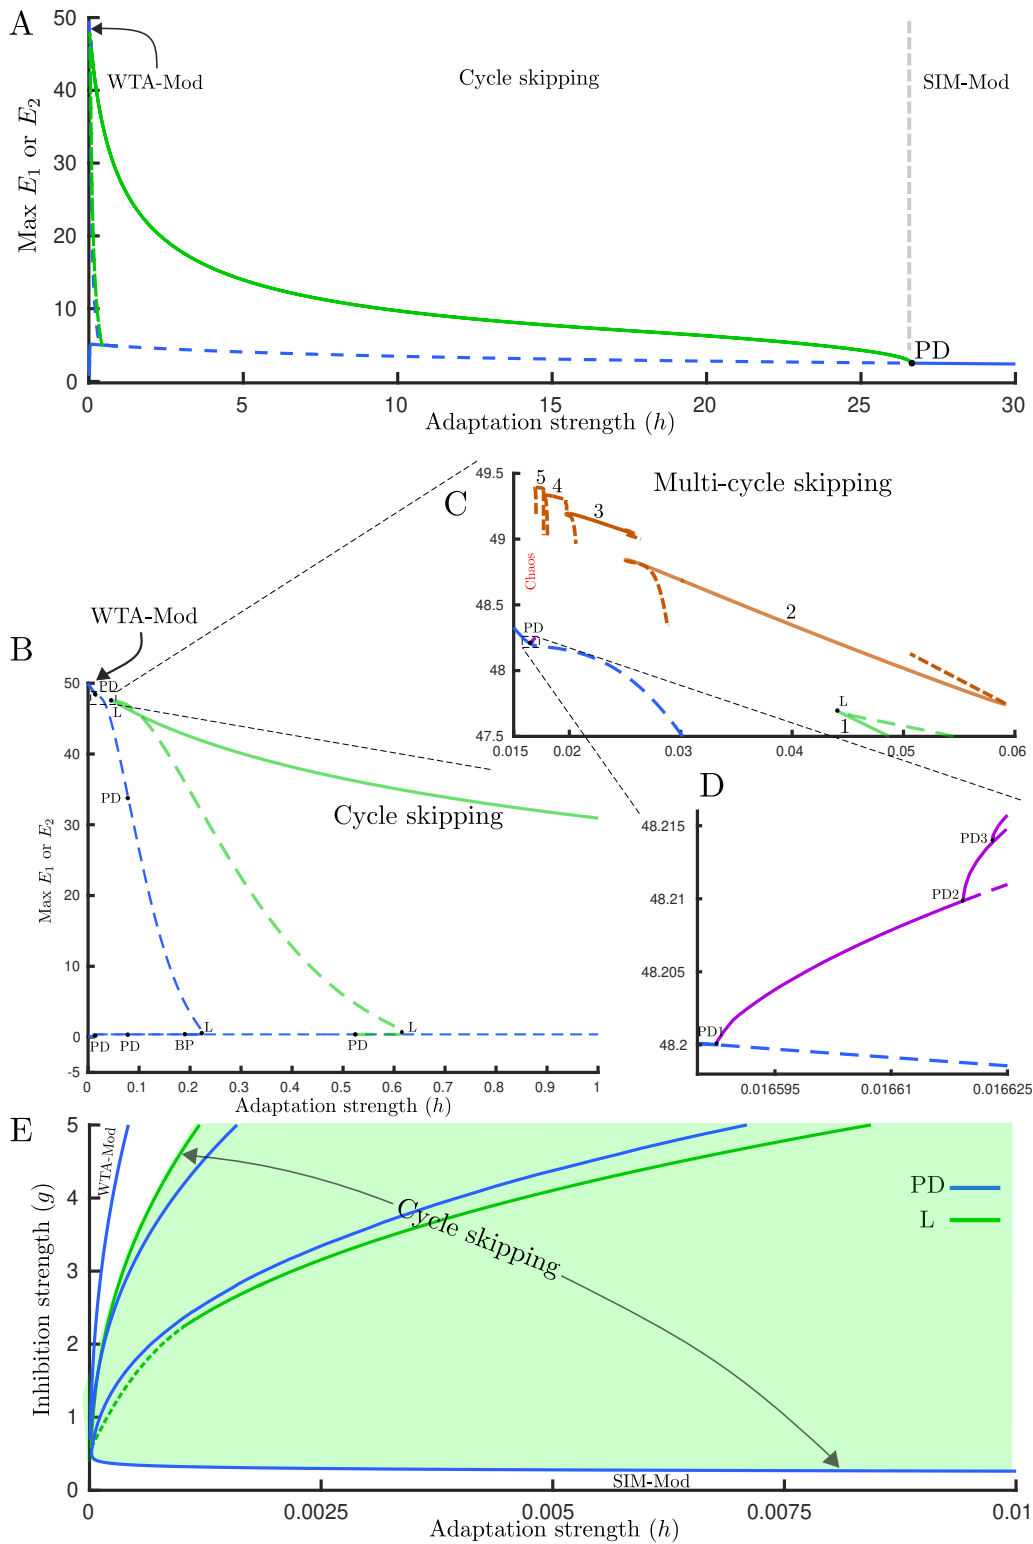 A
50
40
30
20
10
0
Max E₁ or E₂
WTA-Mod
Cycle skipping
SIM-Mod
PD
0 5 10 15 20 25 30
Adaptation strength (h)
C
Multi-cycle skipping
49.5
49
48.5
48
47.5
5
4
3
2
1
Chaos
PD
L
0.015 0.02 0.03 0.04 0.05 0.06
B
WTA-Mod
50
40
30
20
10
0
-5
Max E₁ or E₂
PD
L
PD
Cycle skipping
PD
PD
BP
L
PD
L
0 0.1 0.2 0.3 0.4 0.5 0.6 0.7 0.8 0.9 1
Adaptation strength (h)
D
48.215
48.21
48.205
48.2
PD3
PD2
PD1
0.016595 0.01661 0.016625
E
5
4
3
2
1
0
Inhibition strength (g)
WTA-Mod
Cycle skipping
PD
L
SIM-Mod
0 0.0025 0.005 0.0075 0.01
Adaptation strength (h)